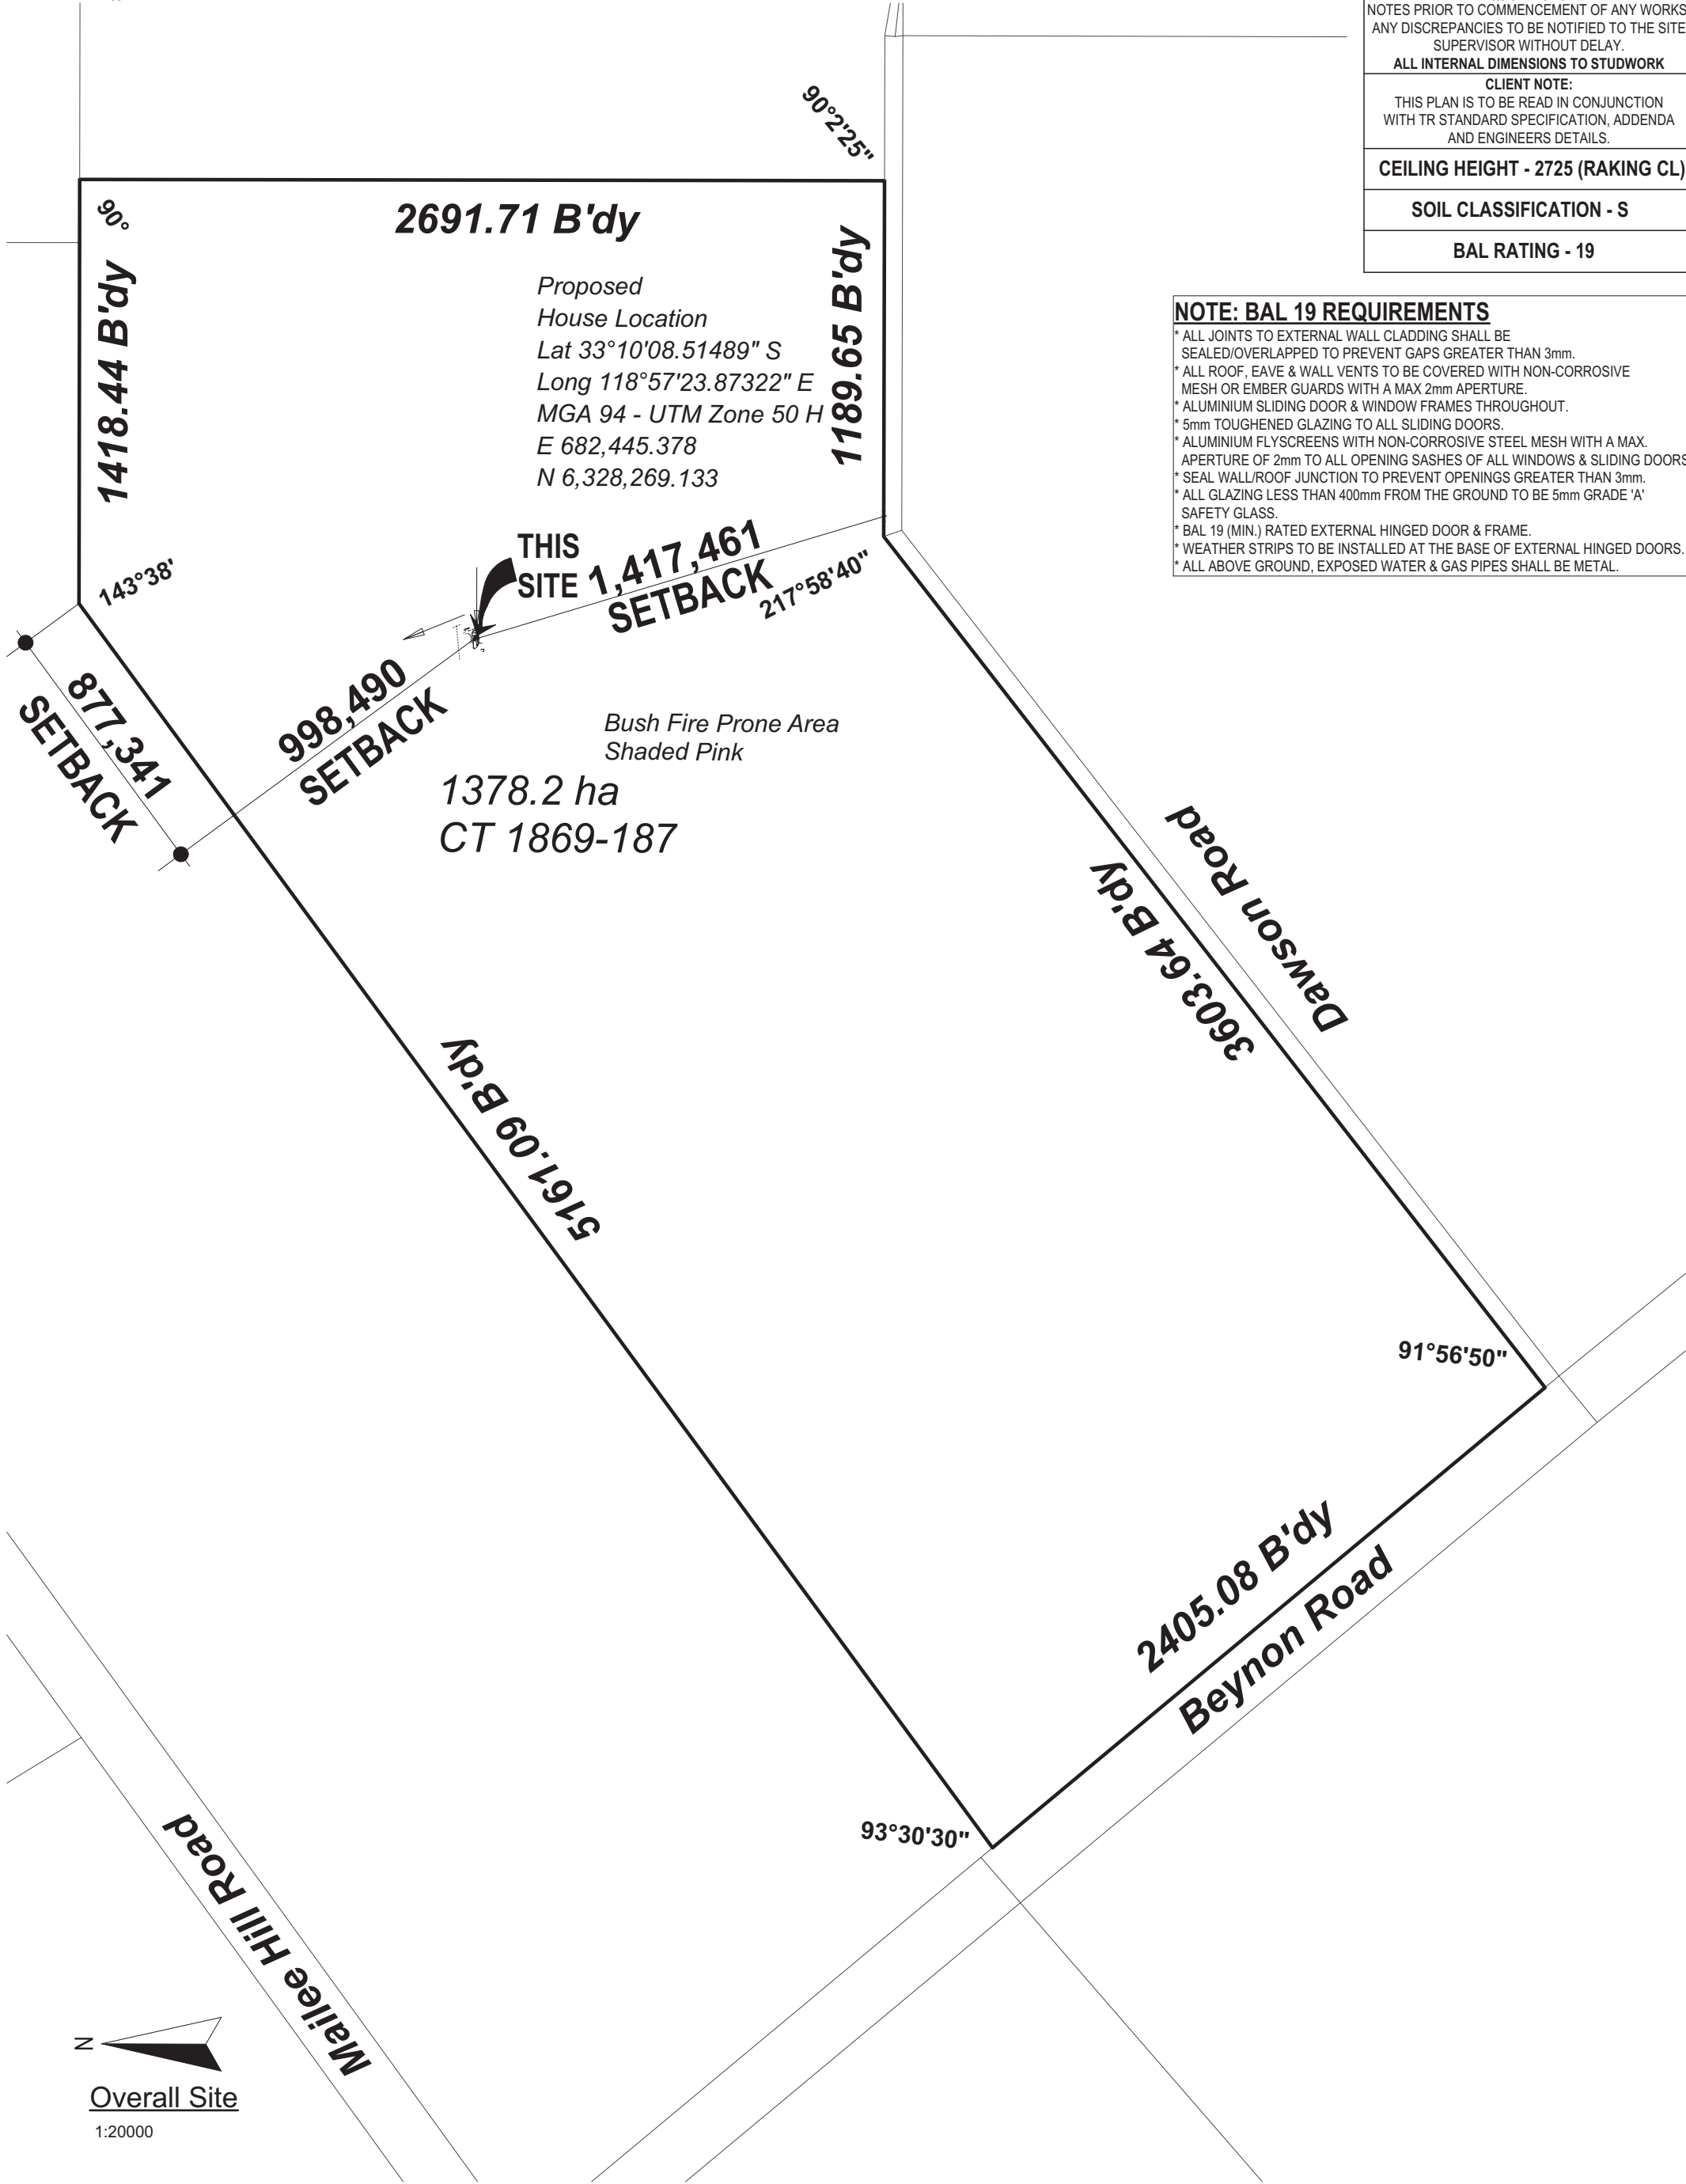 NOTES PRIOR TO COMMENCEMENT OF ANY WORKS
ANY DISCREPANCIES TO BE NOTIFIED TO THE SITE
SUPERVISOR WITHOUT DELAY.
ALL INTERNAL DIMENSIONS TO STUDWORK
CLIENT NOTE:
THIS PLAN IS TO BE READ IN CONJUNCTION
WITH TR STANDARD SPECIFICATION, ADDENDA
AND ENGINEERS DETAILS.
CEILING HEIGHT - 2725 (RAKING CL)
SOIL CLASSIFICATION - S
BAL RATING - 19
90°2'25"
90°
2691.71 B'dy
1418.44 B'dy
1189.65 B'dy
Proposed
House Location
Lat 33°10'08.51489" S
Long 118°57'23.87322" E
MGA 94 - UTM Zone 50 H
E 682,445.378
N 6,328,269.133
NOTE: BAL 19 REQUIREMENTS
* ALL JOINTS TO EXTERNAL WALL CLADDING SHALL BE
SEALED/OVERLAPPED TO PREVENT GAPS GREATER THAN 3mm.
* ALL ROOF, EAVE & WALL VENTS TO BE COVERED WITH NON-CORROSIVE
MESH OR EMBER GUARDS WITH A MAX 2mm APERTURE.
* ALUMINIUM SLIDING DOOR & WINDOW FRAMES THROUGHOUT.
* 5mm TOUGHENED GLAZING TO ALL SLIDING DOORS.
* ALUMINIUM FLYSCREENS WITH NON-CORROSIVE STEEL MESH WITH A MAX.
APERTURE OF 2mm TO ALL OPENING SASHES OF ALL WINDOWS & SLIDING DOORS
* SEAL WALL/ROOF JUNCTION TO PREVENT OPENINGS GREATER THAN 3mm.
* ALL GLAZING LESS THAN 400mm FROM THE GROUND TO BE 5mm GRADE 'A'
SAFETY GLASS.
* BAL 19 (MIN.) RATED EXTERNAL HINGED DOOR & FRAME.
* WEATHER STRIPS TO BE INSTALLED AT THE BASE OF EXTERNAL HINGED DOORS.
* ALL ABOVE GROUND, EXPOSED WATER & GAS PIPES SHALL BE METAL.
THIS
SITE
1,417,461
SETBACK
217°58'40"
143°38'
877,341
SETBACK
998,490
SETBACK
Bush Fire Prone Area
Shaded Pink
1378.2 ha
CT 1869-187
Dawson Road
3603.64 B'dy
5161.09 B'dy
91°56'50"
2405.08 B'dy
Beynon Road
93°30'30"
Mailee Hill Road
N
Overall Site
1:20000